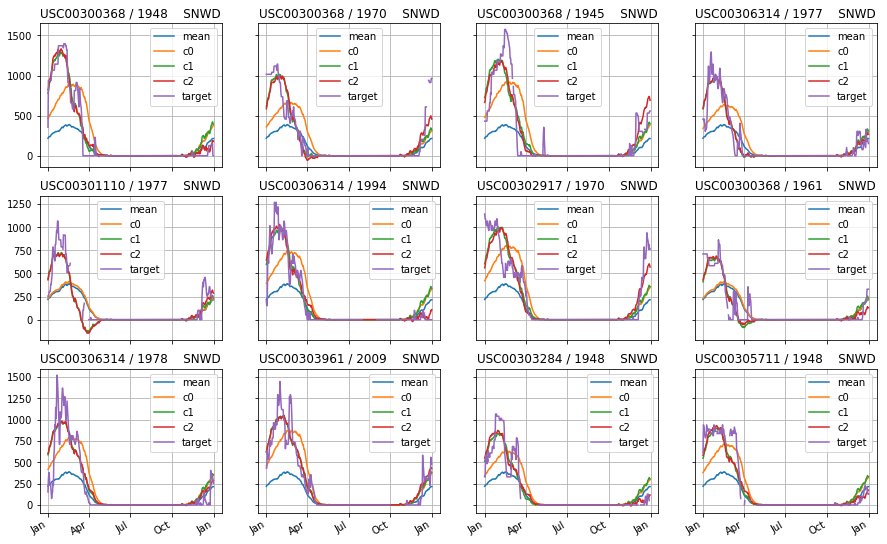 USC00300368 / 1948 SNWD
USC00300368 / 1970 SNWD
USC00300368 / 1945 SNWD
USC00306314 / 1977 SNWD
1500
1000
500
0
mean
c0
c1
c2
target
mean
c0
c1
c2
target
mean
c0
c1
c2
target
mean
c0
c1
c2
target
USC00301110 / 1977 SNWD
USC00306314 / 1994 SNWD
USC00302917 / 1970 SNWD
USC00300368 / 1961 SNWD
1250
1000
750
500
250
0
mean
c0
c1
c2
target
mean
c0
c1
c2
target
mean
c0
c1
c2
target
mean
c0
c1
c2
target
USC00306314 / 1978 SNWD
USC00303961 / 2009 SNWD
USC00303284 / 1948 SNWD
USC00305711 / 1948 SNWD
1500
1250
1000
750
500
250
0
mean
c0
c1
c2
target
mean
c0
c1
c2
target
mean
c0
c1
c2
target
mean
c0
c1
c2
target
Jan Apr Jul Oct Jan
Jan Apr Jul Oct Jan
Jan Apr Jul Oct Jan
Jan Apr Jul Oct Jan